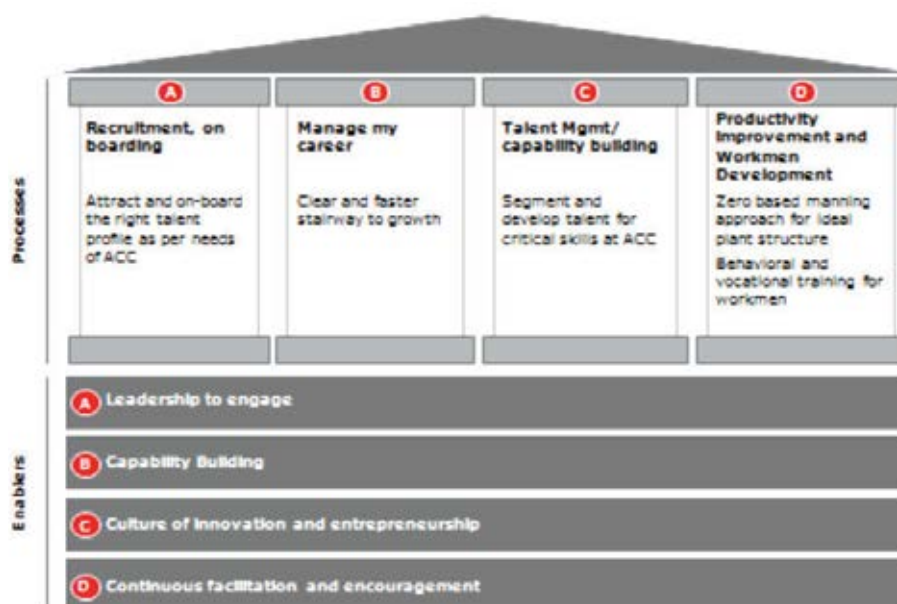 Processes
A
Recruitment, on
boarding
Attract and on-board
the right talent
profile as per needs
of ACC
B
Manage my
career
Clear and faster
stairway to growth
C
Talent Mgmt/
capability building
Segment and
develop talent for
critical skills at ACC
D
Productivity
Improvement and
Workmen
Development
Zero based manning
approach for ideal
plant structure
Behavioral and
vocational training for
workmen
Enablers
A Leadership to engage
B Capability Building
C Culture of innovation and entrepreneurship
D Continuous facilitation and encouragement